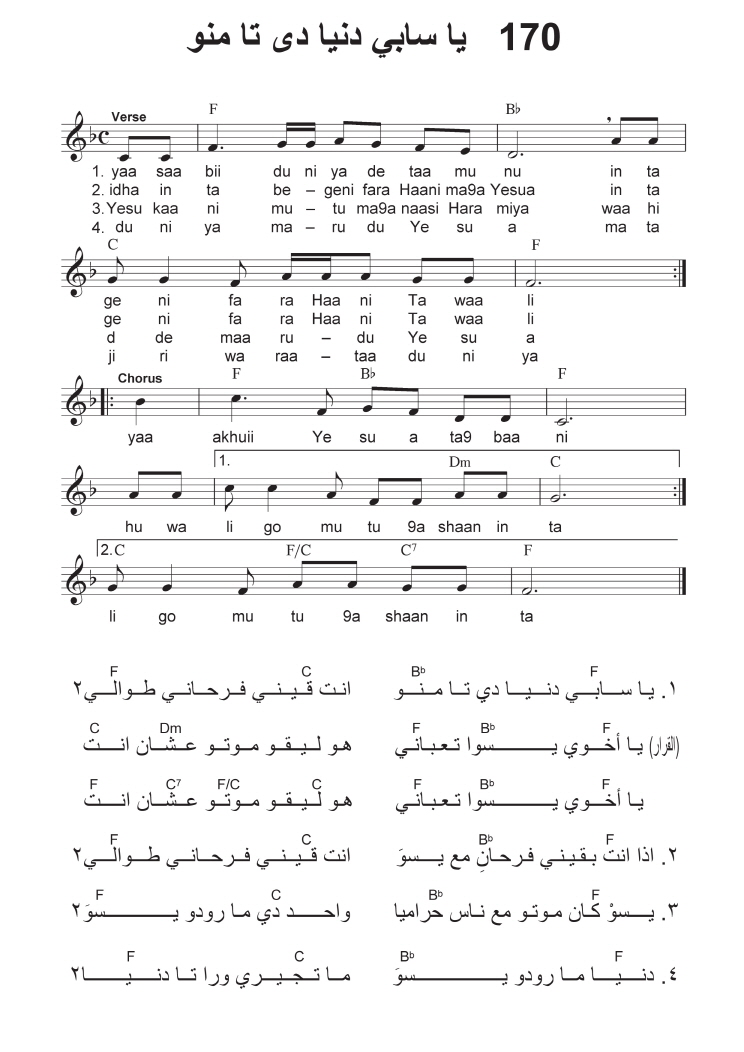 170 يا سابي دنيا دى تا منو
Verse F B♭
1. yaa saa bii du ni ya de taa mu nu in ta
2. idha in ta be – geni fara Haani ma9a Yesua in ta
3. Yesu kaa ni mu – tu ma9a naasi Hara miya waa hi
4. du ni ya ma – ru du Ye su a ma ta
C F
ge ni fa ra Haa ni Ta waa li
ge ni fa ra Haa ni Ta waa li
d de maa ru – du Ye su a
ji ri wa raa – taa du ni ya
Chorus F B♭ F
yaa akhuii Ye su a ta9 baa ni
1. Dm C
hu wa li go mu tu 9a shaan in ta
2. C F/C C7 F
li go mu tu 9a shaan in ta
F Bb C F
١. يا سابي دنيا دي تا منو انت قيني فرحاني طوالي٢
F Bb F Dm C
(القرار) يا أخوي يسوا تعباني هو ليقو موتو عشان انت
Bb F C F/C C7 F
يا أخوي يسوا تعباني هو ليقو موتو عشان انت
F Bb C F
٢. اذا انت بقيني فرحانِ مع يسوَ انت قيني فرحاني طوالي٢
F Bb C F
٣. يسوْ كان موتو مع ناس حراميا واحد دي ما رودو يسوَ٢
F Bb C F
٤. دنيا ما رودو يسوَ ما تجيري ورا تا دنيا٢